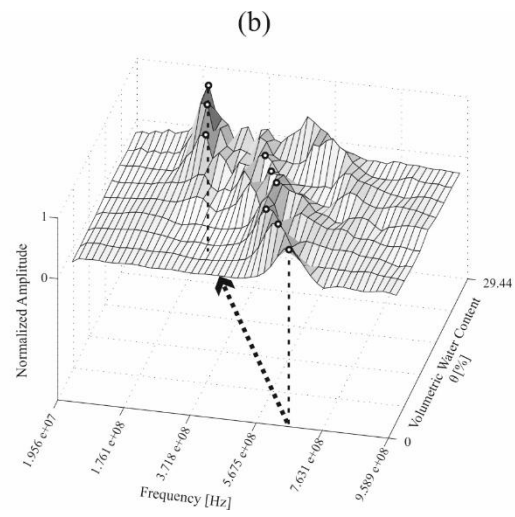 (b)
1
0
Normalized Amplitude
29.44
0
Volumetric Water Content
θ [%]
1.956 e+07
1.761 e+08
3.718 e+08
5.675 e+08
7.631 e+08
9.589 e+08
Frequency [Hz]